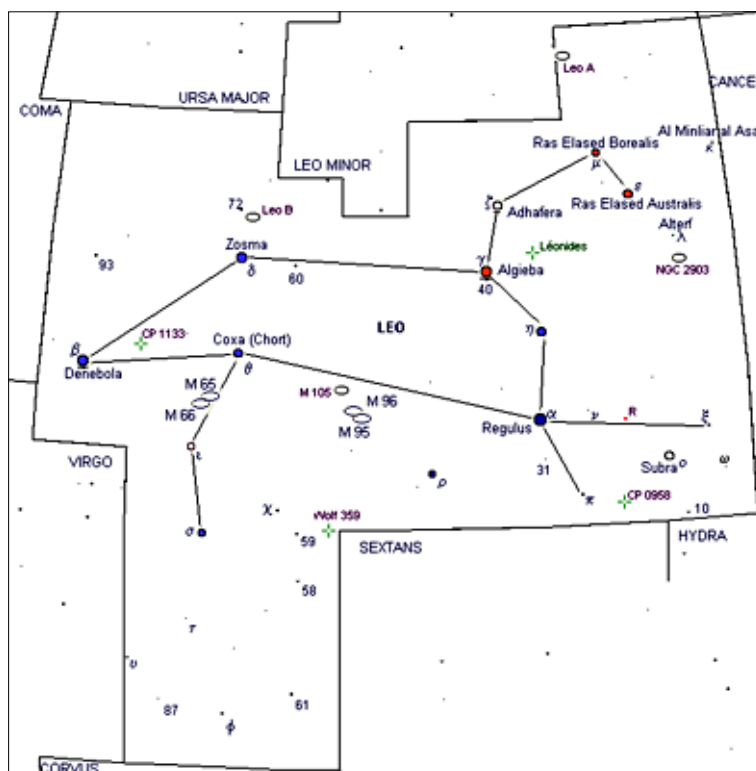 Leo A
CANCE
URSA MAJOR
COMA
Al Minlianal Asa
κ
Ras Elased Borealis
μ
LEO MINOR
ε
Ras Elased Australis
ζ
Adhafera
72
Leo B
Alterf
λ
Zosma
δ
60
93
γ
Algieba
40
Léonides
NGC 2903
LEO
η
CP 1133
Coxa (Chort)
θ
β
Denebola
M 65
M 66
M 105
M 96
M 95
α
Regulus
ν
R
ξ
ι
VIRGO
31
Subra
ο
ω
ρ
π
CP 0958
χ
Wolf 359
10
σ
59
SEXTANS
HYDRA
58
τ
υ
87
61
ϕ
CORVUS